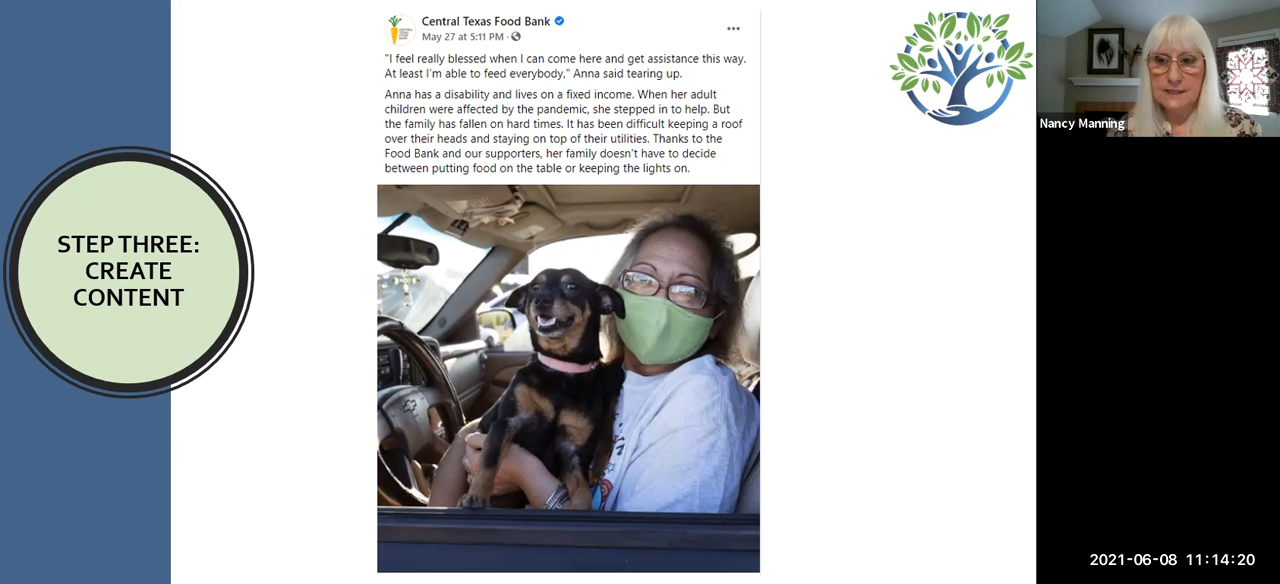 STEP THREE:
CREATE
CONTENT
Central Texas Food Bank
May 27 at 5:11 PM ·
"I feel really blessed when I can come here and get assistance this way.
At least I'm able to feed everybody," Anna said tearing up.
Anna has a disability and lives on a fixed income. When her adult
children were affected by the pandemic, she stepped in to help. But
the family has fallen on hard times. It has been difficult keeping a roof
over their heads and staying on top of their utilities. Thanks to the
Food Bank and our supporters, her family doesn't have to decide
between putting food on the table or keeping the lights on.
Nancy Manning
2021-06-08 11:14:20